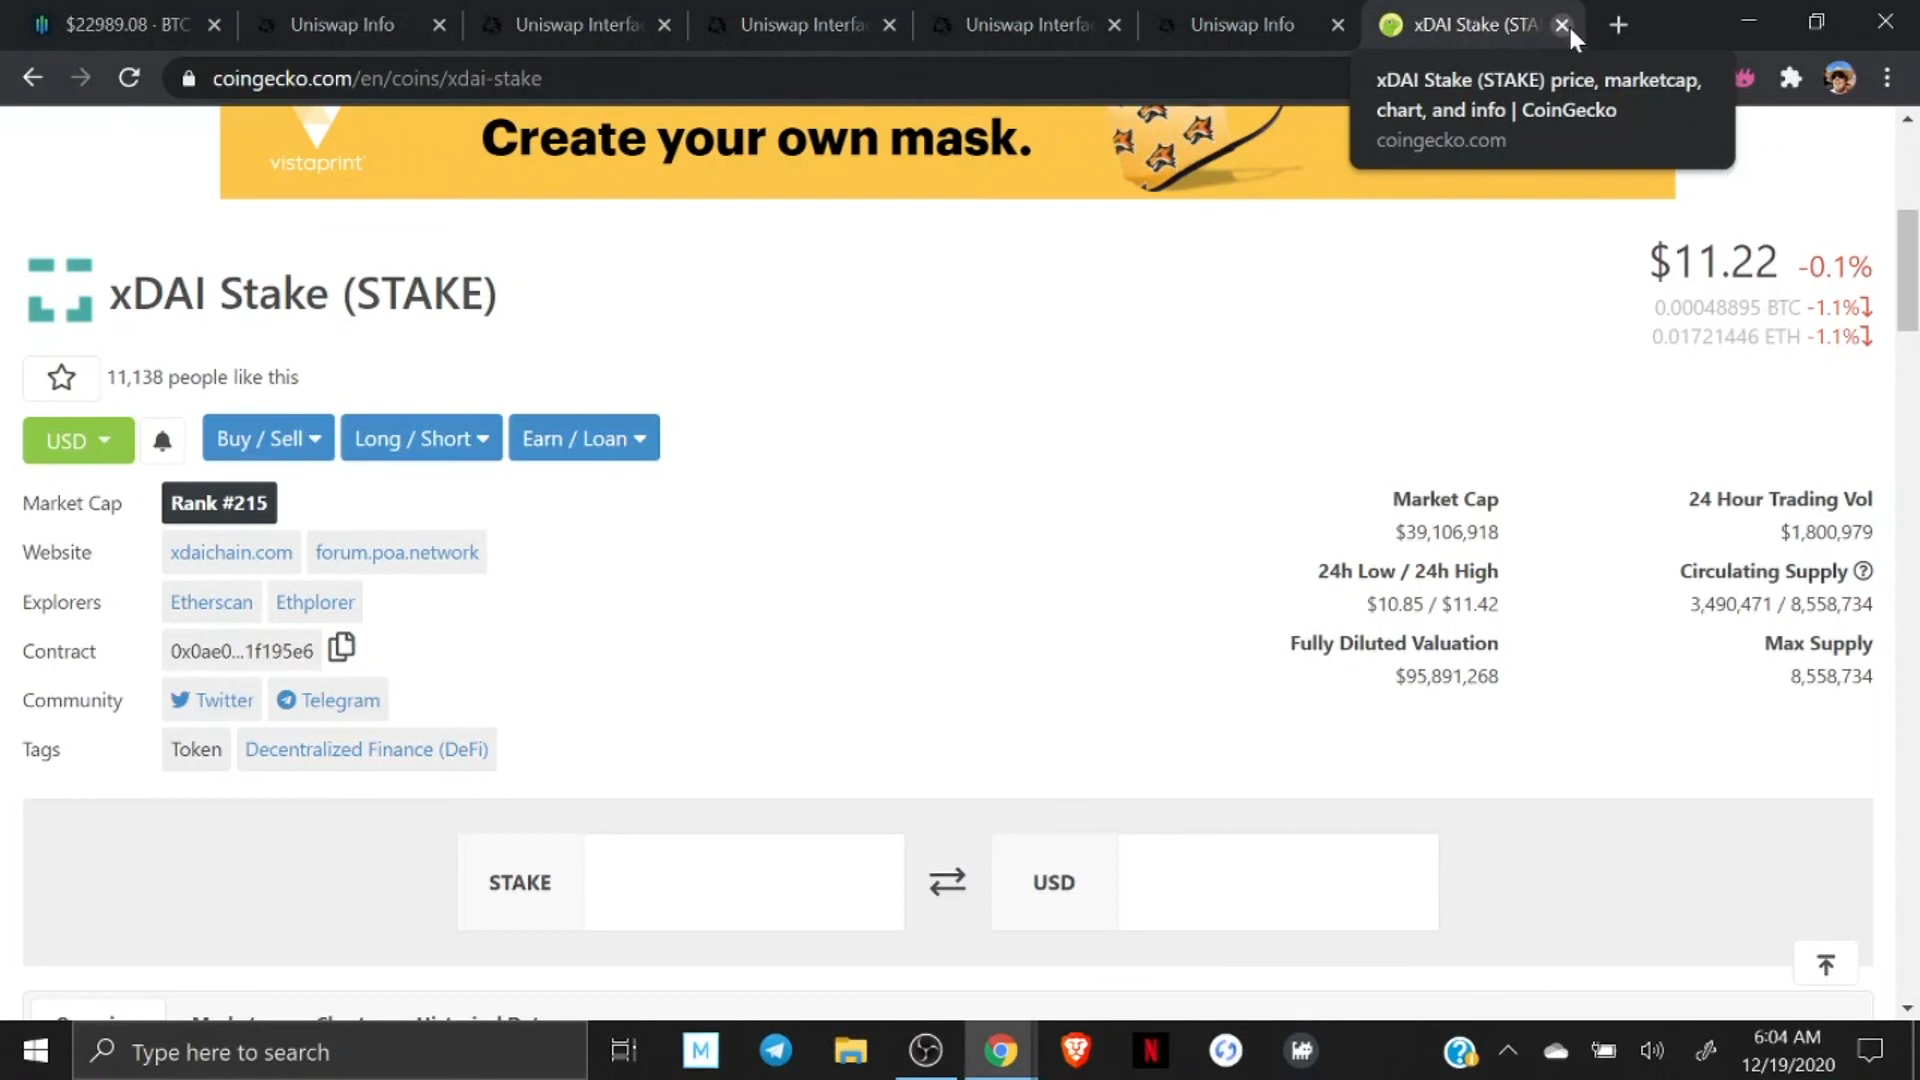 $22989.08 · BTC
Uniswap Info
Uniswap Interfa
Uniswap Interfa
Uniswap Interfa
Uniswap Info
xDAI Stake (STA
coingecko.com/en/coins/xdai-stake
xDAI Stake (STAKE) price, marketcap,
chart, and info | CoinGecko
coingecko.com
vistaprint
Create your own mask.
xDAI Stake (STAKE)
$11.22 -0.1%
0.00048895 BTC -1.1%
0.01721446 ETH -1.1%
11,138 people like this
USD
Buy / Sell
Long / Short
Earn / Loan
Market Cap Rank #215
Website xdaichain.com forum.poa.network
Explorers Etherscan Ethplorer
Contract 0x0ae0...1f195e6
Community Twitter Telegram
Tags Token Decentralized Finance (DeFi)
Market Cap
$39,106,918
24 Hour Trading Vol
$1,800,979
24h Low / 24h High
$10.85 / $11.42
Circulating Supply
3,490,471 / 8,558,734
Fully Diluted Valuation
$95,891,268
Max Supply
8,558,734
STAKE
USD
Type here to search
M
N
6:04 AM
12/19/2020